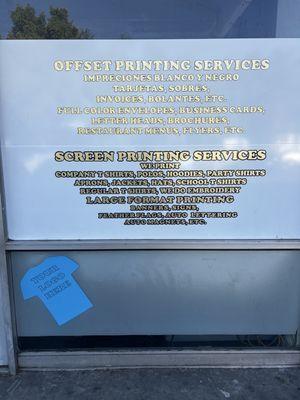 OFFSET PRINTING SERVICES
IMPRECIONES BLANCO Y NEGRO
TARJETAS, SOBRES,
INVOICES, BOLANTES, ETC.
FULL COLOR ENVELOPES, BUSINESS CARDS,
LETTER HEADS, BROCHURES,
RESTAURANT MENUS, FLYERS, ETC
SCREEN PRINTING SERVICES
WE PRINT
COMPANY T SHIRTS, POLOS, HOODIES, PARTY SHIRTS
APRONS, JACKETS, HATS, SCHOOL T SHIRTS
REGULAR T SHIRTS, WE DO EMBROIDERY
LARGE FORMAT PRINTING
BANNERS, SIGNS,
FEATHER FLAGS, AUTO LETTERING
AUTO MAGNETS, ETC.
YOUR
LOGO
HERE